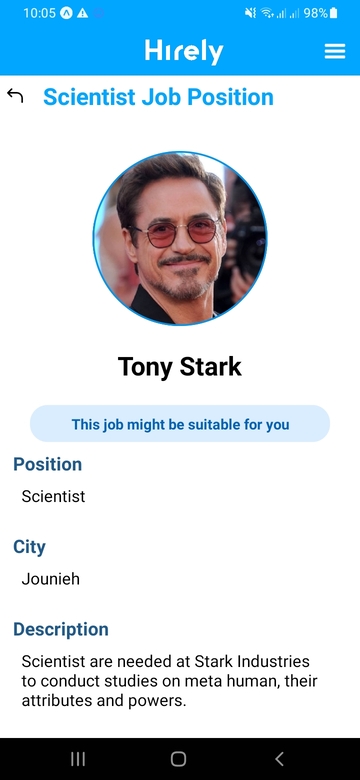 10:05
98%
Hırely
Scientist Job Position
Tony Stark
This job might be suitable for you
Position
Scientist
City
Jounieh
Description
Scientist are needed at Stark Industries
to conduct studies on meta human, their
attributes and powers.